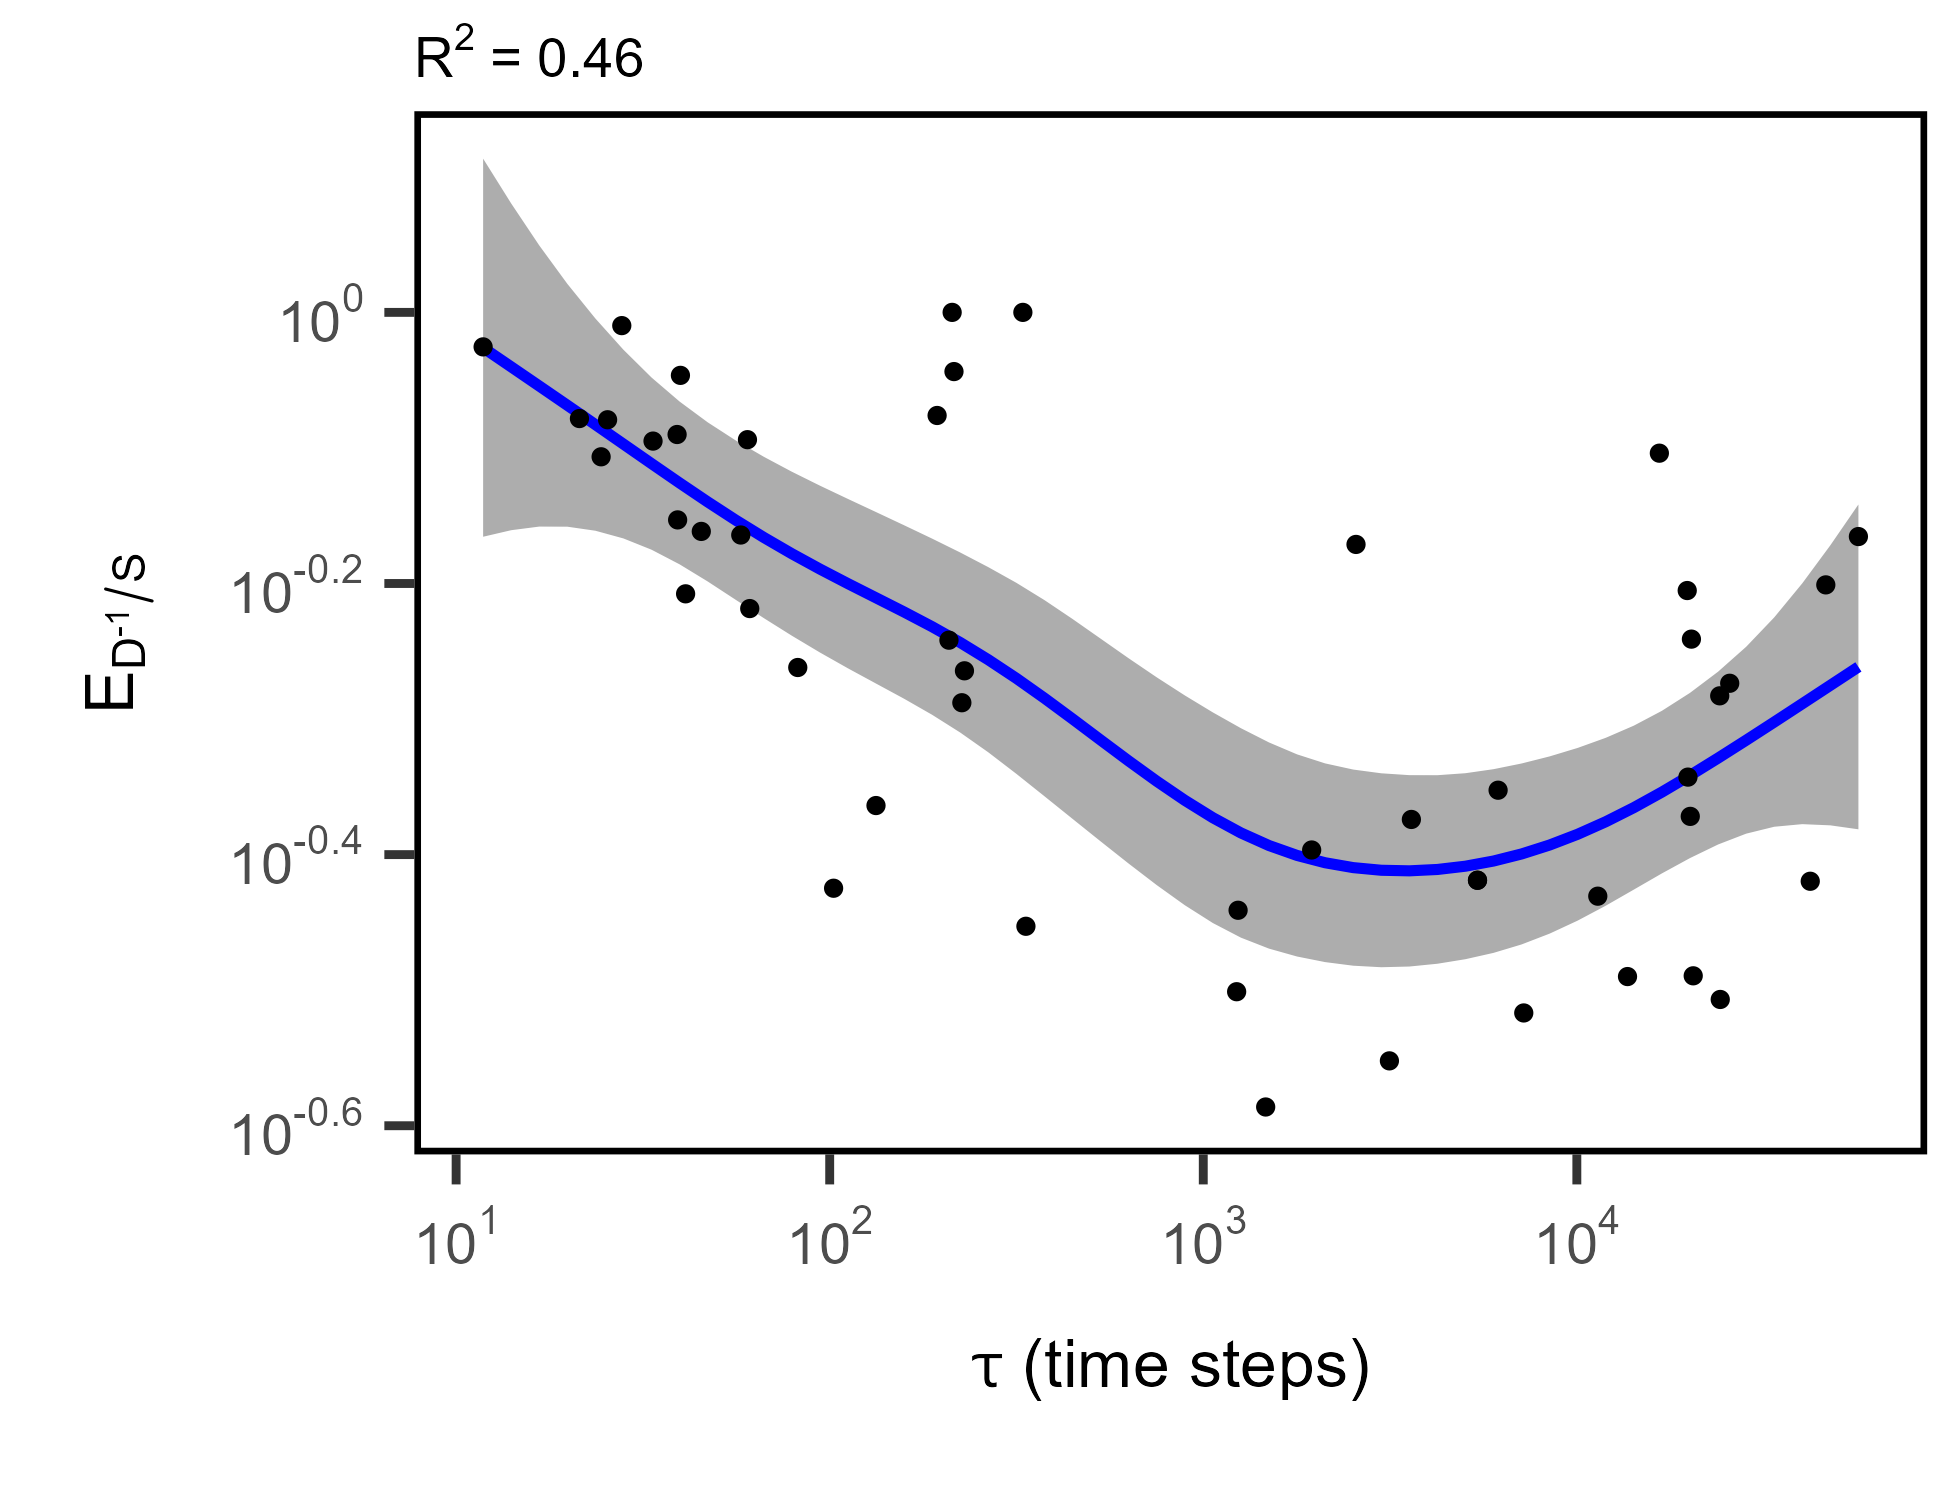 R² = 0.46
10⁰
10⁻⁰·²
10⁻⁰·⁴
10⁻⁰·⁶
E_D⁻¹/s
10¹ 10² 10³ 10⁴
τ (time steps)